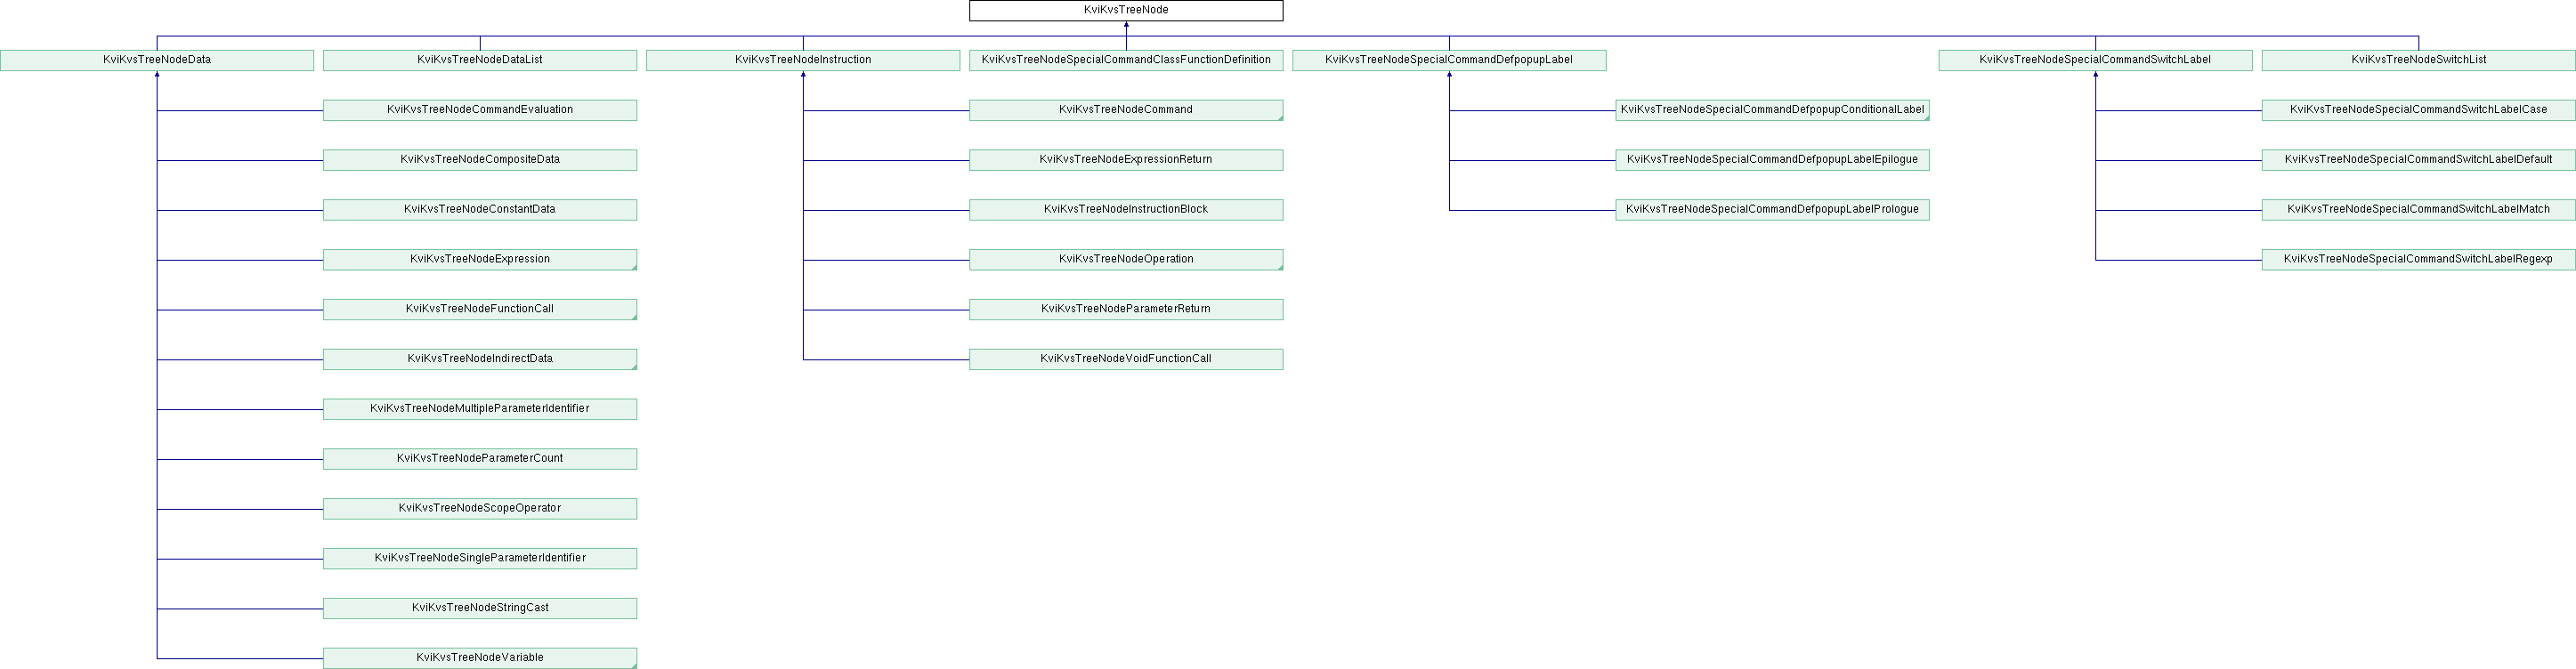 KviKvsTreeNode
KviKvsTreeNodeData
KviKvsTreeNodeDataList
KviKvsTreeNodeInstruction
KviKvsTreeNodeSpecialCommandClassFunctionDefinition
KviKvsTreeNodeSpecialCommandDefpopupLabel
KviKvsTreeNodeSpecialCommandSwitchLabel
KviKvsTreeNodeSwitchList
KviKvsTreeNodeCommandEvaluation
KviKvsTreeNodeCommand
KviKvsTreeNodeSpecialCommandDefpopupConditionalLabel
KviKvsTreeNodeSpecialCommandSwitchLabelCase
KviKvsTreeNodeCompositeData
KviKvsTreeNodeExpressionReturn
KviKvsTreeNodeSpecialCommandDefpopupLabelEpilogue
KviKvsTreeNodeSpecialCommandSwitchLabelDefault
KviKvsTreeNodeConstantData
KviKvsTreeNodeInstructionBlock
KviKvsTreeNodeSpecialCommandDefpopupLabelPrologue
KviKvsTreeNodeSpecialCommandSwitchLabelMatch
KviKvsTreeNodeExpression
KviKvsTreeNodeOperation
KviKvsTreeNodeSpecialCommandSwitchLabelRegexp
KviKvsTreeNodeFunctionCall
KviKvsTreeNodeParameterReturn
KviKvsTreeNodeIndirectData
KviKvsTreeNodeVoidFunctionCall
KviKvsTreeNodeMultipleParameterIdentifier
KviKvsTreeNodeParameterCount
KviKvsTreeNodeScopeOperator
KviKvsTreeNodeSingleParameterIdentifier
KviKvsTreeNodeStringCast
KviKvsTreeNodeVariable